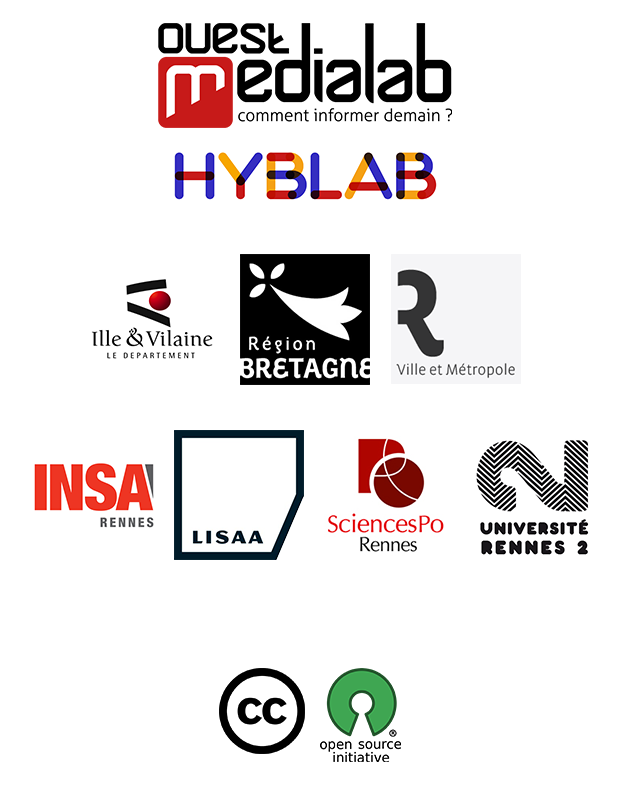 ouest
medialab
comment informer demain ?
HYBLAB
Ille & Vilaine
LE DEPARTEMENT
Région
BRETAGNE
R
Ville et Métropole
INSA
RENNES
LISAA
SciencesPo
Rennes
2
UNIVERSITÉ
RENNES 2
CC
®
open source
initiative